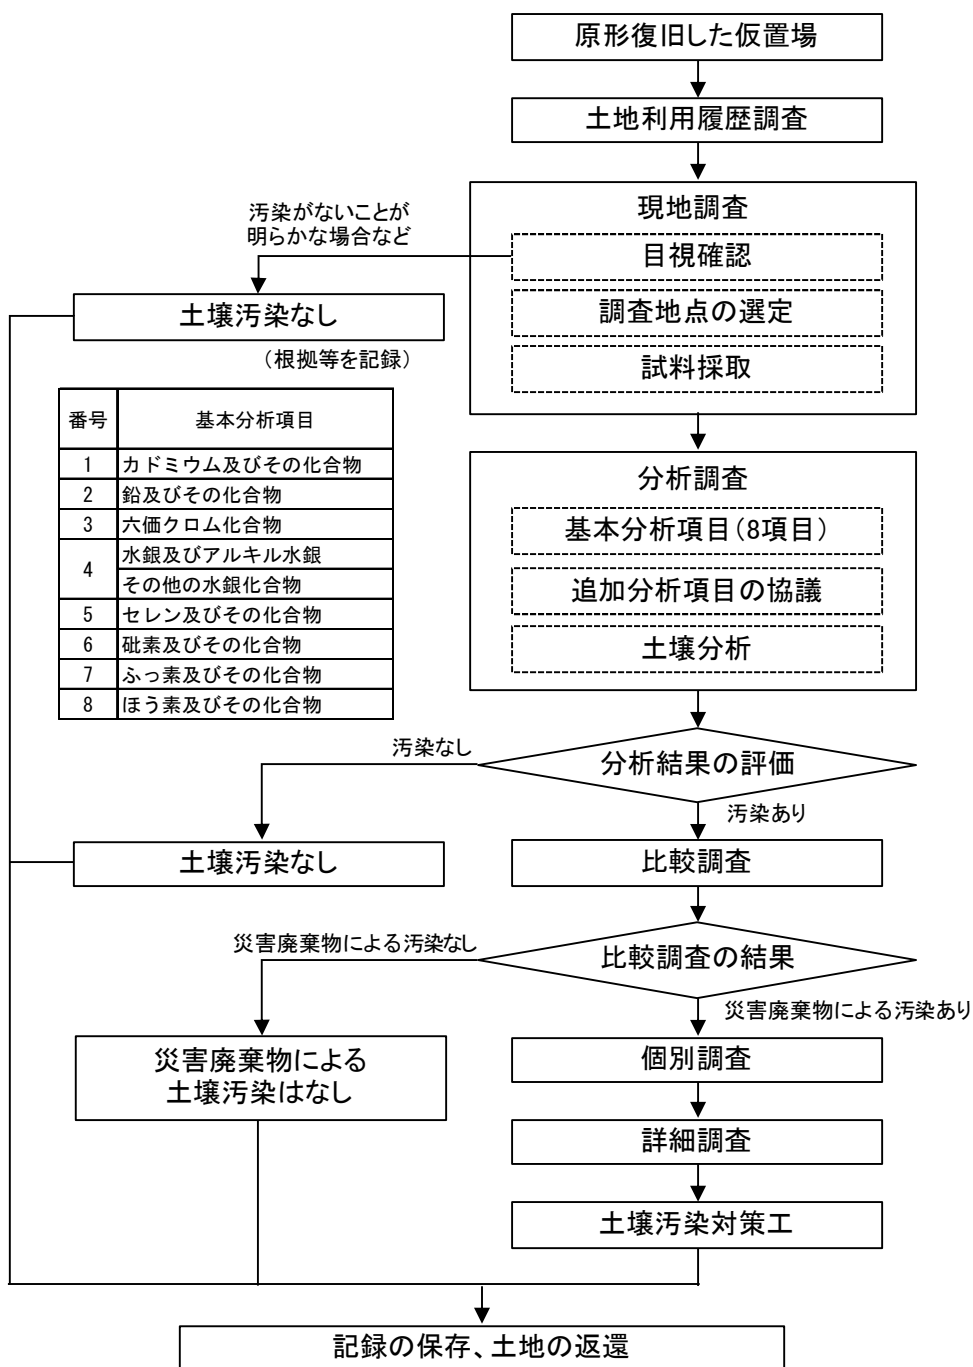 原形復旧した仮置場
土地利用履歴調査
現地調査
目視確認
調査地点の選定
試料採取
汚染がないことが
明らかな場合など
土壌汚染なし
（根拠等を記録）
番号 基本分析項目
1 カドミウム及びその化合物
2 鉛及びその化合物
3 六価クロム化合物
4 水銀及びアルキル水銀
その他の水銀化合物
5 セレン及びその化合物
6 砒素及びその化合物
7 ふっ素及びその化合物
8 ほう素及びその化合物
分析調査
基本分析項目（8項目）
追加分析項目の協議
土壌分析
分析結果の評価
汚染なし
土壌汚染なし
汚染あり
比較調査
比較調査の結果
災害廃棄物による汚染なし
災害廃棄物による
土壌汚染はなし
災害廃棄物による汚染あり
個別調査
詳細調査
土壌汚染対策工
記録の保存、土地の返還